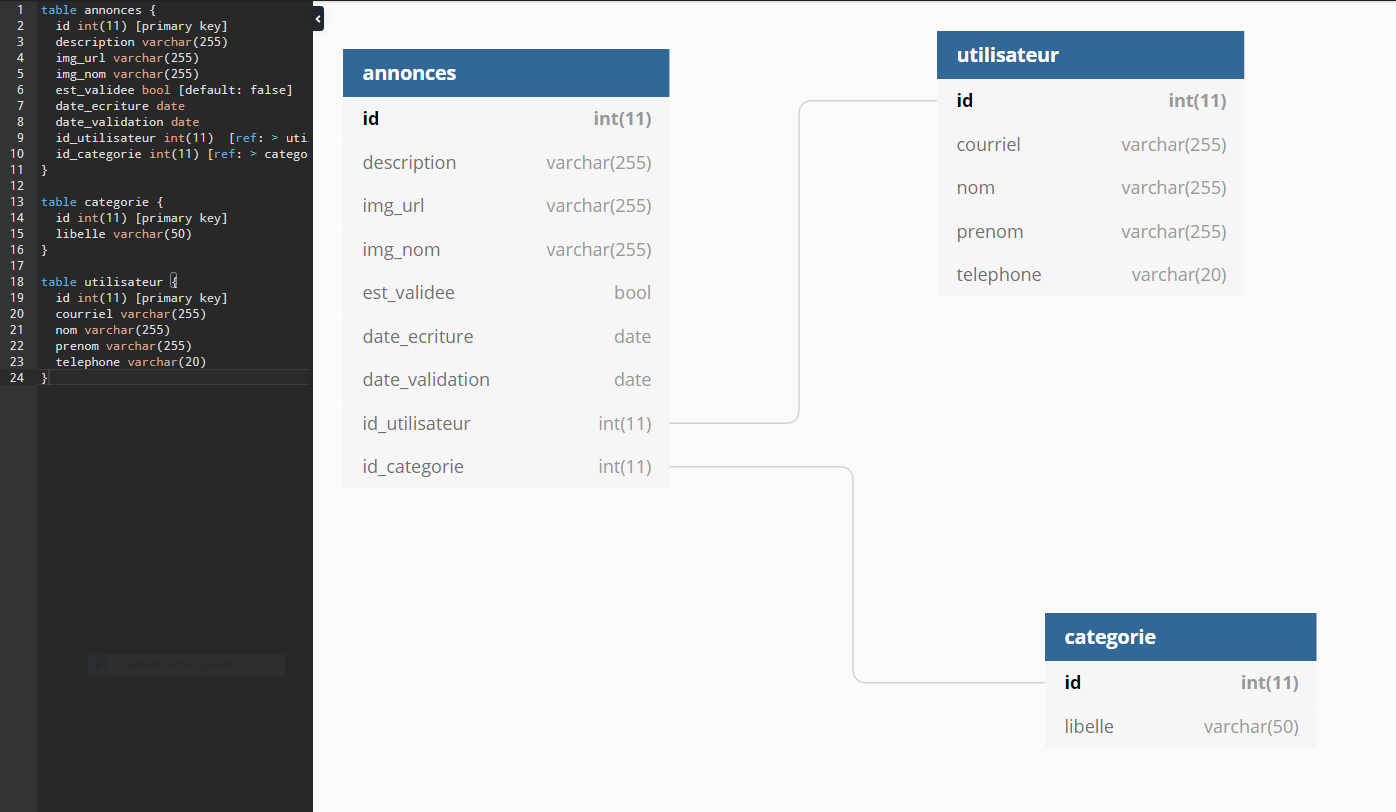 1 table annonces {
2 id int(11) [primary key]
3 description varchar(255)
4 img_url varchar(255)
5 img_nom varchar(255)
6 est_validee bool [default: false]
7 date_ecriture date
8 date_validation date
9 id_utilisateur int(11) [ref: > uti
10 id_categorie int(11) [ref: > catego
11 }
12
13 table categorie {
14 id int(11) [primary key]
15 libelle varchar(50)
16 }
17
18 table utilisateur {
19 id int(11) [primary key]
20 courriel varchar(255)
21 nom varchar(255)
22 prenom varchar(255)
23 telephone varchar(20)
24 }
Capture rectangulaire
annonces
id int(11)
description varchar(255)
img_url varchar(255)
img_nom varchar(255)
est_validee bool
date_ecriture date
date_validation date
id_utilisateur int(11)
id_categorie int(11)
utilisateur
id int(11)
courriel varchar(255)
nom varchar(255)
prenom varchar(255)
telephone varchar(20)
categorie
id int(11)
libelle varchar(50)